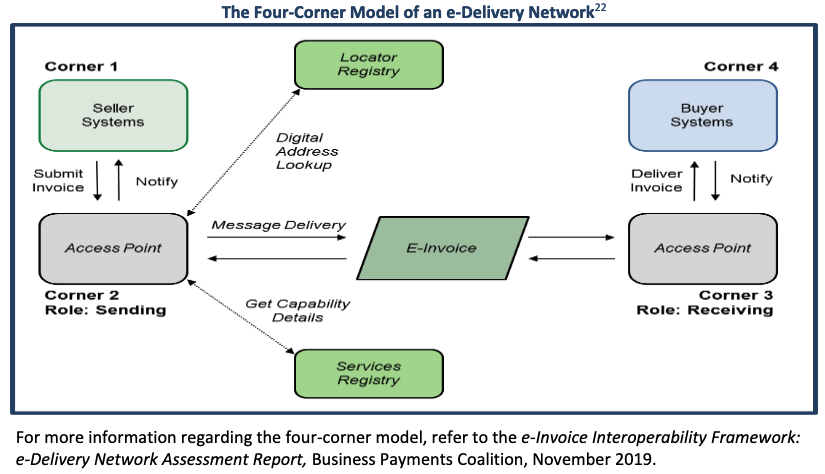 The Four-Corner Model of an e-Delivery Network22
Locator
Registry
Corner 1
Corner 4
Seller
Systems
Buyer
Systems
Digital
Address
Lookup
Submit
Invoice
Notify
Deliver
Invoice
Notify
Access Point
Message Delivery
E-Invoice
Access Point
Corner 2
Role: Sending
Corner 3
Role: Receiving
Get Capability
Details
Services
Registry
For more information regarding the four-corner model, refer to the e-Invoice Interoperability Framework:
e-Delivery Network Assessment Report, Business Payments Coalition, November 2019.